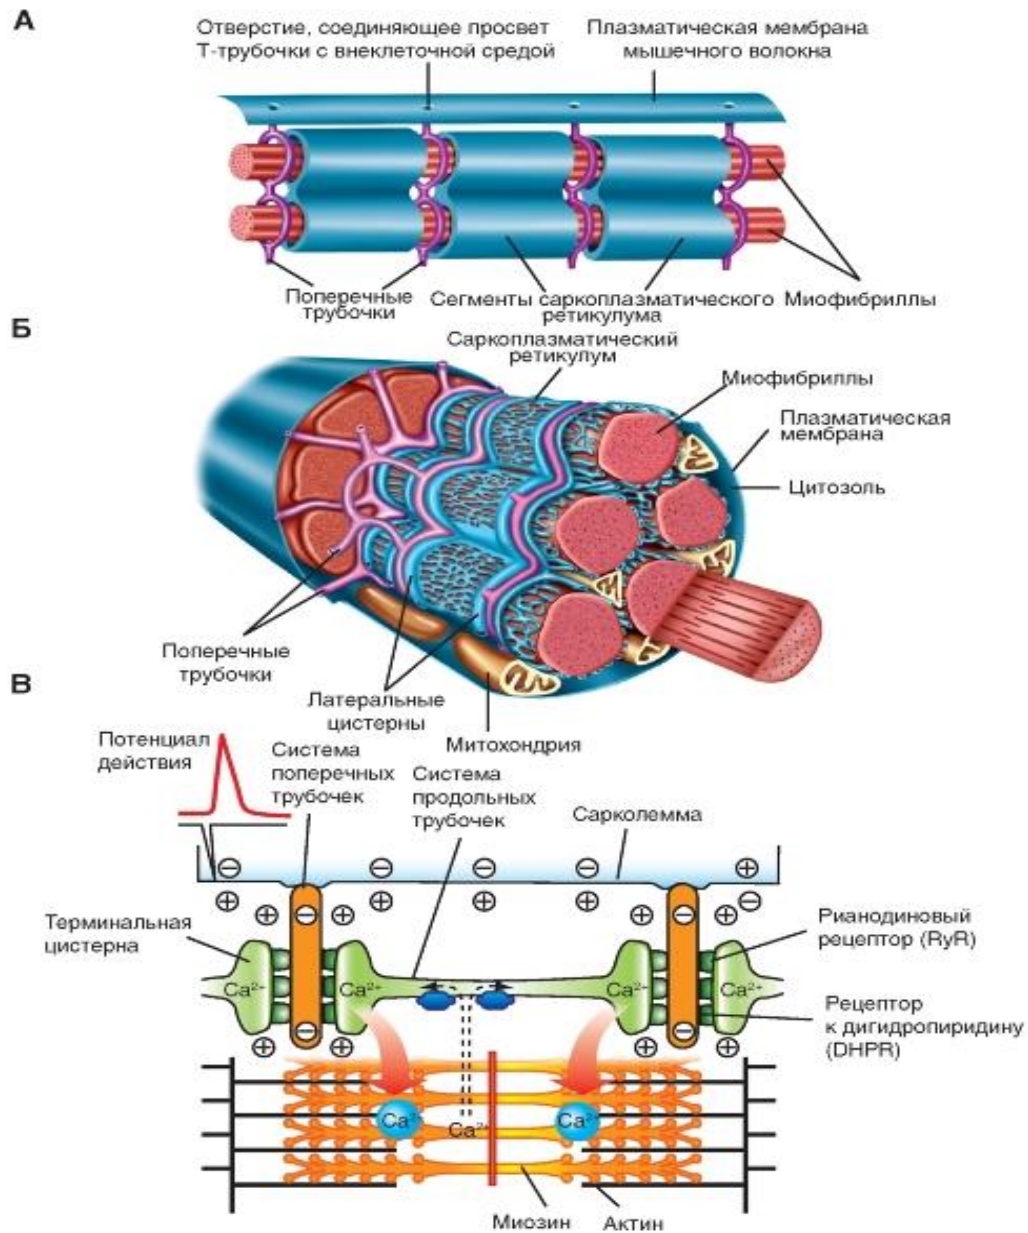 А
Отверстие, соединяющее просвет
Т-трубочки с внеклеточной средой
Плазматическая мембрана
мышечного волокна
Поперечные
трубочки
Сегменты саркоплазматического
ретикулума
Миофибриллы
Б
Саркоплазматический
ретикулум
Миофибриллы
Плазматическая
мембрана
Цитозоль
Поперечные
трубочки
Латеральные
цистерны
Митохондрия
В
Потенциал
действия
Система
поперечных
трубочек
Система
продольных
трубочек
Сарколемма
Терминальная
цистерна
Рианодиновый
рецептор (RyR)
Ca2+
Ca2+
Ca2+
Ca2+
Рецептор
к дигидропиридину
(DHPR)
Ca2+
Ca2+
Ca2+
Миозин
Актин